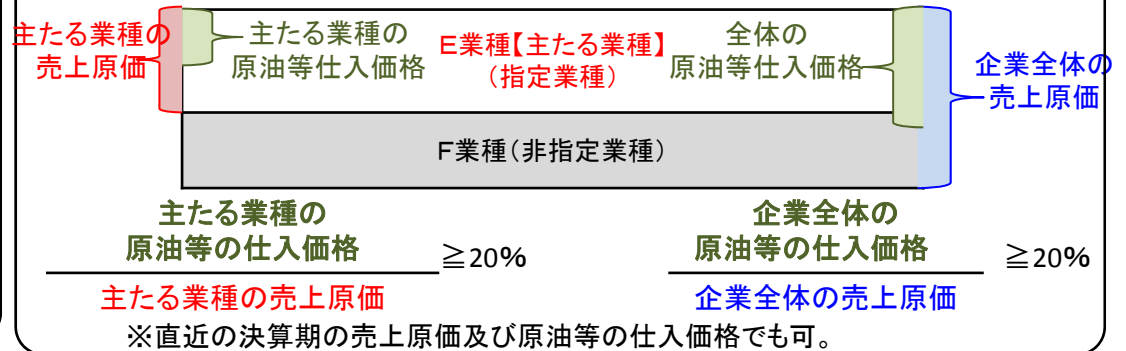 主たる業種の
売上原価
主たる業種の
原油等仕入価格
E業種【主たる業種】
(指定業種)
全体の
原油等仕入価格
企業全体の
売上原価
F業種(非指定業種)
主たる業種の
原油等の仕入価格
≧20%
主たる業種の売上原価
企業全体の
原油等の仕入価格
≧20%
企業全体の売上原価
※直近の決算期の売上原価及び原油等の仕入価格でも可。